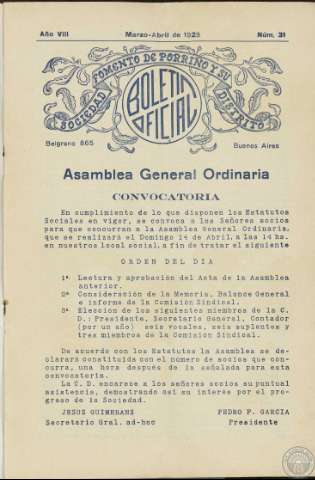 Año VIII Marzo-Abril de 1925 Núm. 31
SOCIEDAD FOMENTO DE PORRIÑO Y SU DISTRITO
BOLETIN
OFICIAL
Belgrano 865 Buenos Aires
Asamblea General Ordinaria
CONVOCATORIA
En cumplimiento de lo que disponen los Estatutos
Sociales en vigor, se convoca a los Señores socios
para que concurran a la Asamblea General Ordinaria,
que se realizará el Domingo 14 de Abril, a las 14 hs.
en nuestro local social, a fin de tratar el siguiente
ORDEN DEL DIA
1º Lectura y aprobación del Acta de la Asamblea
anterior.
2º Consideración de la Memoria, Balance General
e informe de la Comisión Sindical.
3º Elección de los siguientes miembros de la C.
D.: Presidente, Secretario General, Contador
(por un año) seis vocales, seis suplentes y
tres miembros de la Comisión Sindical.
De acuerdo con los Estatutos la Asamblea se de-
clarará constituída con el número de socios que con-
curra, una hora después de la señalada para esta
convocatoria.
La C. D. encarece a los señores socios su puntual
asistencia, demostrando así su interés por el pro-
greso de la Sociedad.
JESUS GUIMERANS PEDRO F. GARCIA
Secretario Gral. ad-hoc Presidente